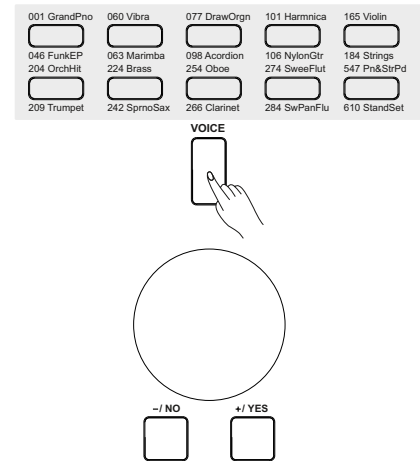 001 GrandPno 060 Vibra 077 DrawOrgn 101 Harmnica 165 Violin
046 FunkEP 063 Marimba 098 Acordion 106 NylonGtr 184 Strings
204 OrchHit 224 Brass 254 Oboe 274 SweeFlut 547 Pn&StrPd
209 Trumpet 242 SprnoSax 266 Clarinet 284 SwPanFlu 610 StandSet
VOICE
–/ NO +/ YES